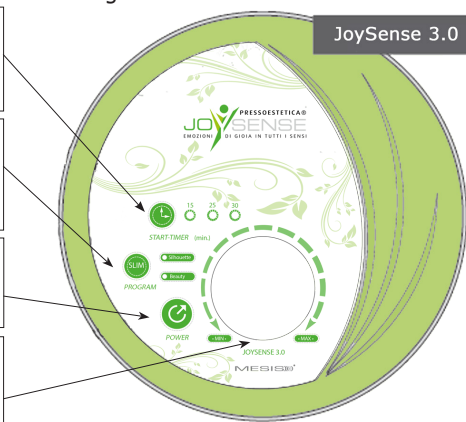 JoySense 3.0
PRESSOESTETICA®
JOYSENSE
EMOZIONI DI GIOIA IN TUTTI I SENSI
15 25 30
START-TIMER (min.)
SLIM
Silhouette
Beauty
PROGRAM
POWER
-MIN+
-MAX+
JOYSENSE 3.0
MESIS®